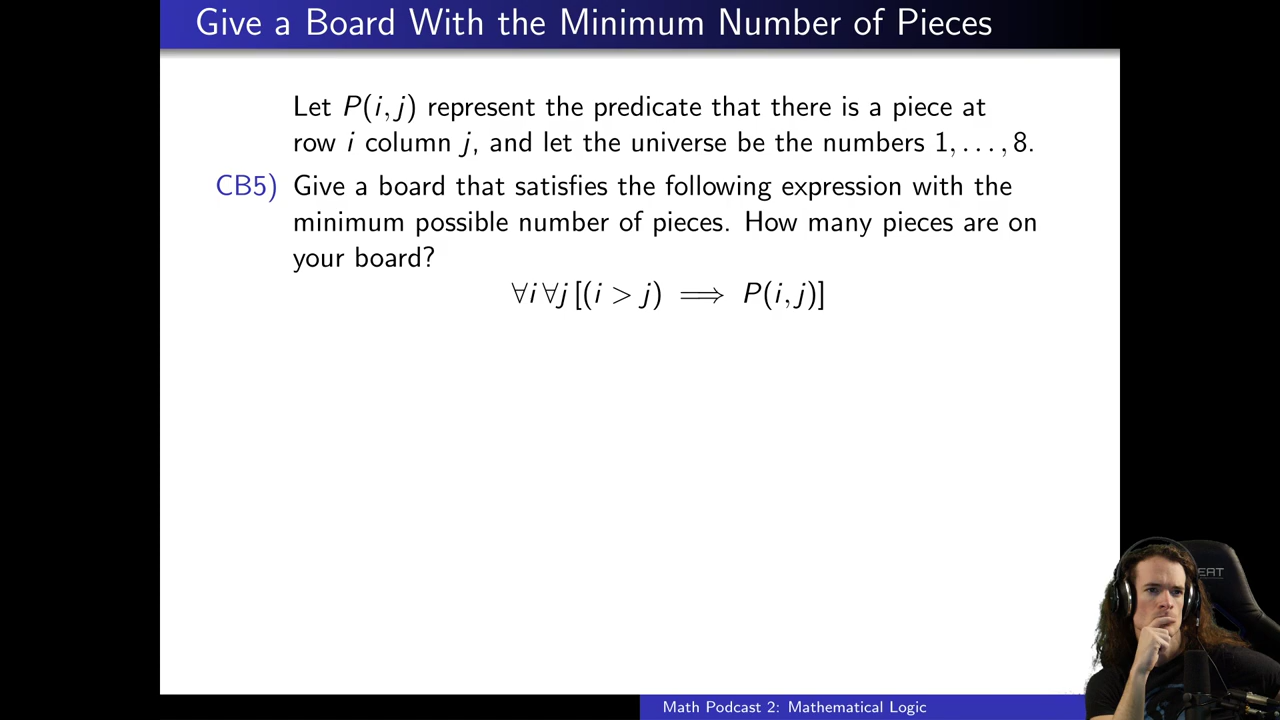 Give a Board With the Minimum Number of Pieces
Let P(i, j) represent the predicate that there is a piece at
row i column j, and let the universe be the numbers 1, . . . , 8.
CB5) Give a board that satisfies the following expression with the
minimum possible number of pieces. How many pieces are on
your board?
∀i ∀j [(i > j) ⟹ P(i, j)]
EAT
Math Podcast 2: Mathematical Logic